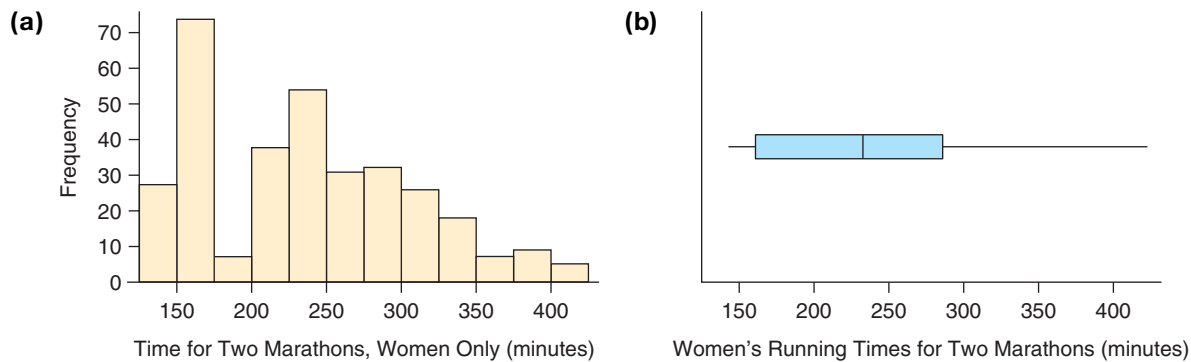 (a)
70
60
50
40
30
20
10
0
Frequency
150 200 250 300 350 400
Time for Two Marathons, Women Only (minutes)
(b)
150 200 250 300 350 400
Women’s Running Times for Two Marathons (minutes)